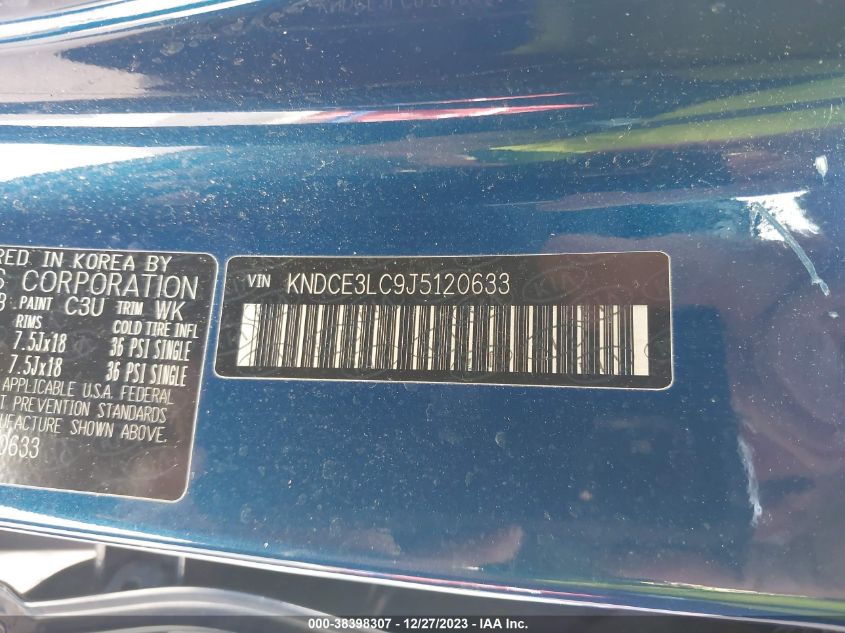 RED. IN KOREA BY
S CORPORATION
B PAINT C3U TRIM WK
RIMS COLD TIRE INFL
7.5Jx18 36 PSI SINGLE
7.5Jx18 36 PSI SINGLE
APPLICABLE U.S.A. FEDERAL
T PREVENTION STANDARDS
UFACTURE SHOWN ABOVE.
0633
VIN KNDCE3LC9J5120633
000-38398307 - 12/27/2023 - IAA Inc.